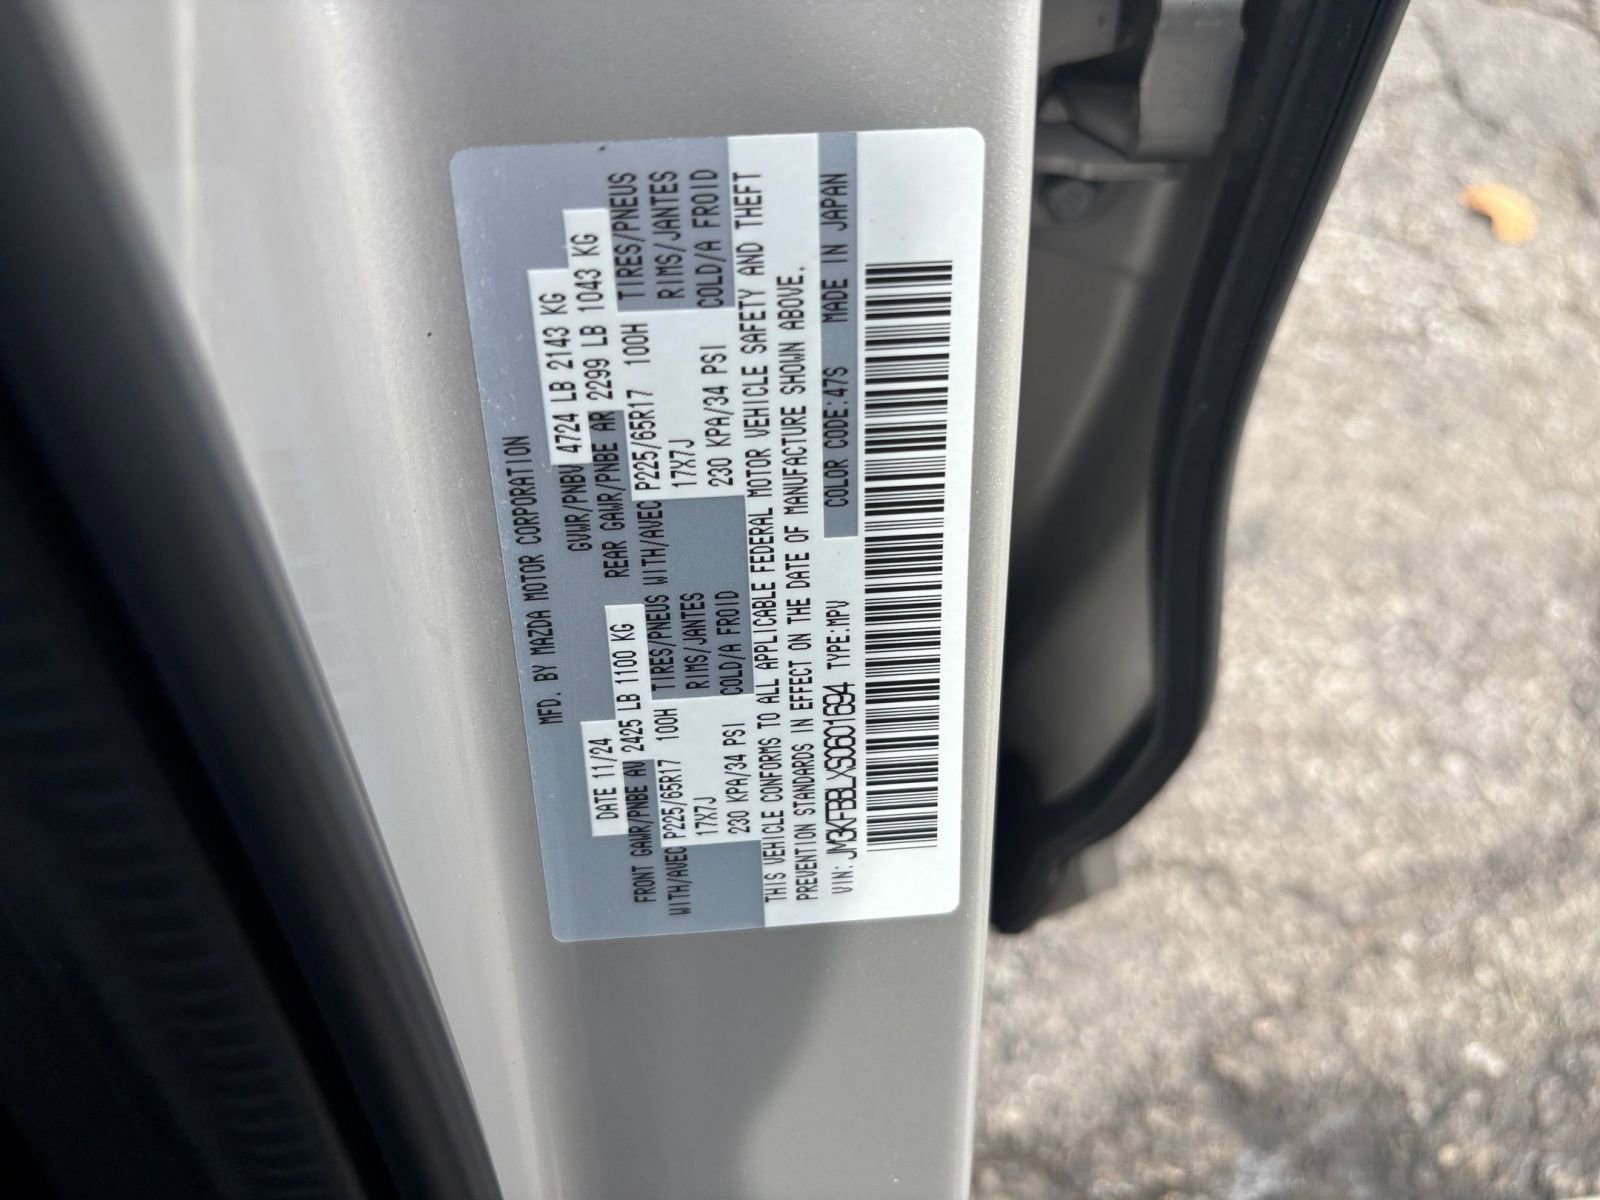 MFD. BY MAZDA MOTOR CORPORATION
DATE 11/24 GVWR/PNBV 4724 LB 2143 KG
FRONT GAWR/PNBE AV 2425 LB 1100 KG REAR GAWR/PNBE AR 2299 LB 1043 KG
WITH/AVEC P225/65R17 100H TIRES/PNEUS WITH/AVEC P225/65R17 100H TIRES/PNEUS
17X7J RIMS/JANTES 17X7J RIMS/JANTES
230 KPA/34 PSI COLD/A FROID 230 KPA/34 PSI COLD/A FROID
THIS VEHICLE CONFORMS TO ALL APPLICABLE FEDERAL MOTOR VEHICLE SAFETY AND THEFT
PREVENTION STANDARDS IN EFFECT ON THE DATE OF MANUFACTURE SHOWN ABOVE.
VIN: JM3KFBBLXS0601694 TYPE:MPV COLOR CODE:47S MADE IN JAPAN